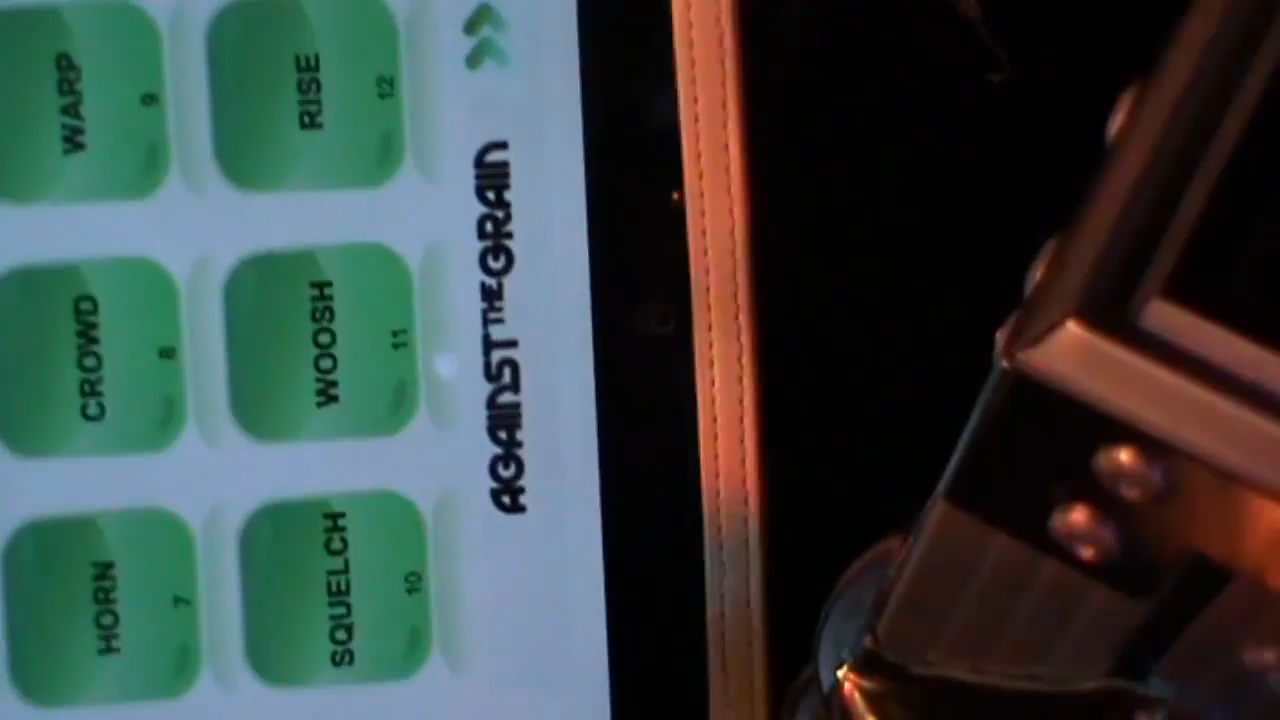 HORN
7
CROWD
8
WARP
9
SQUELCH
10
WOOSH
11
RISE
12
AGAINST THE GRAIN